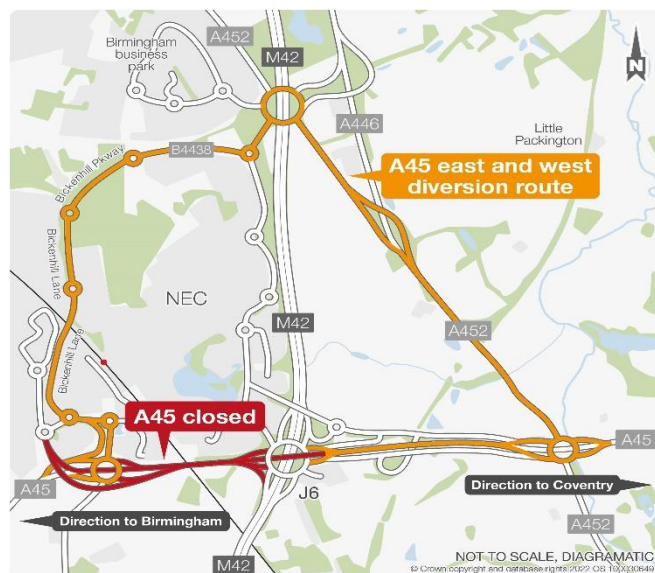 Birmingham
business
park
A452
M42
N
A446
Little
Packington
B4438
Bickenhill Pkway
A45 east and west
diversion route
Bickenhill Lane
NEC
M42
A452
Bickenhill Lane
A45 closed
A45
A45
J6
Direction to Coventry
Direction to Birmingham
A452
M42
NOT TO SCALE, DIAGRAMATIC
© Crown copyright and database rights 2022 OS 100030649